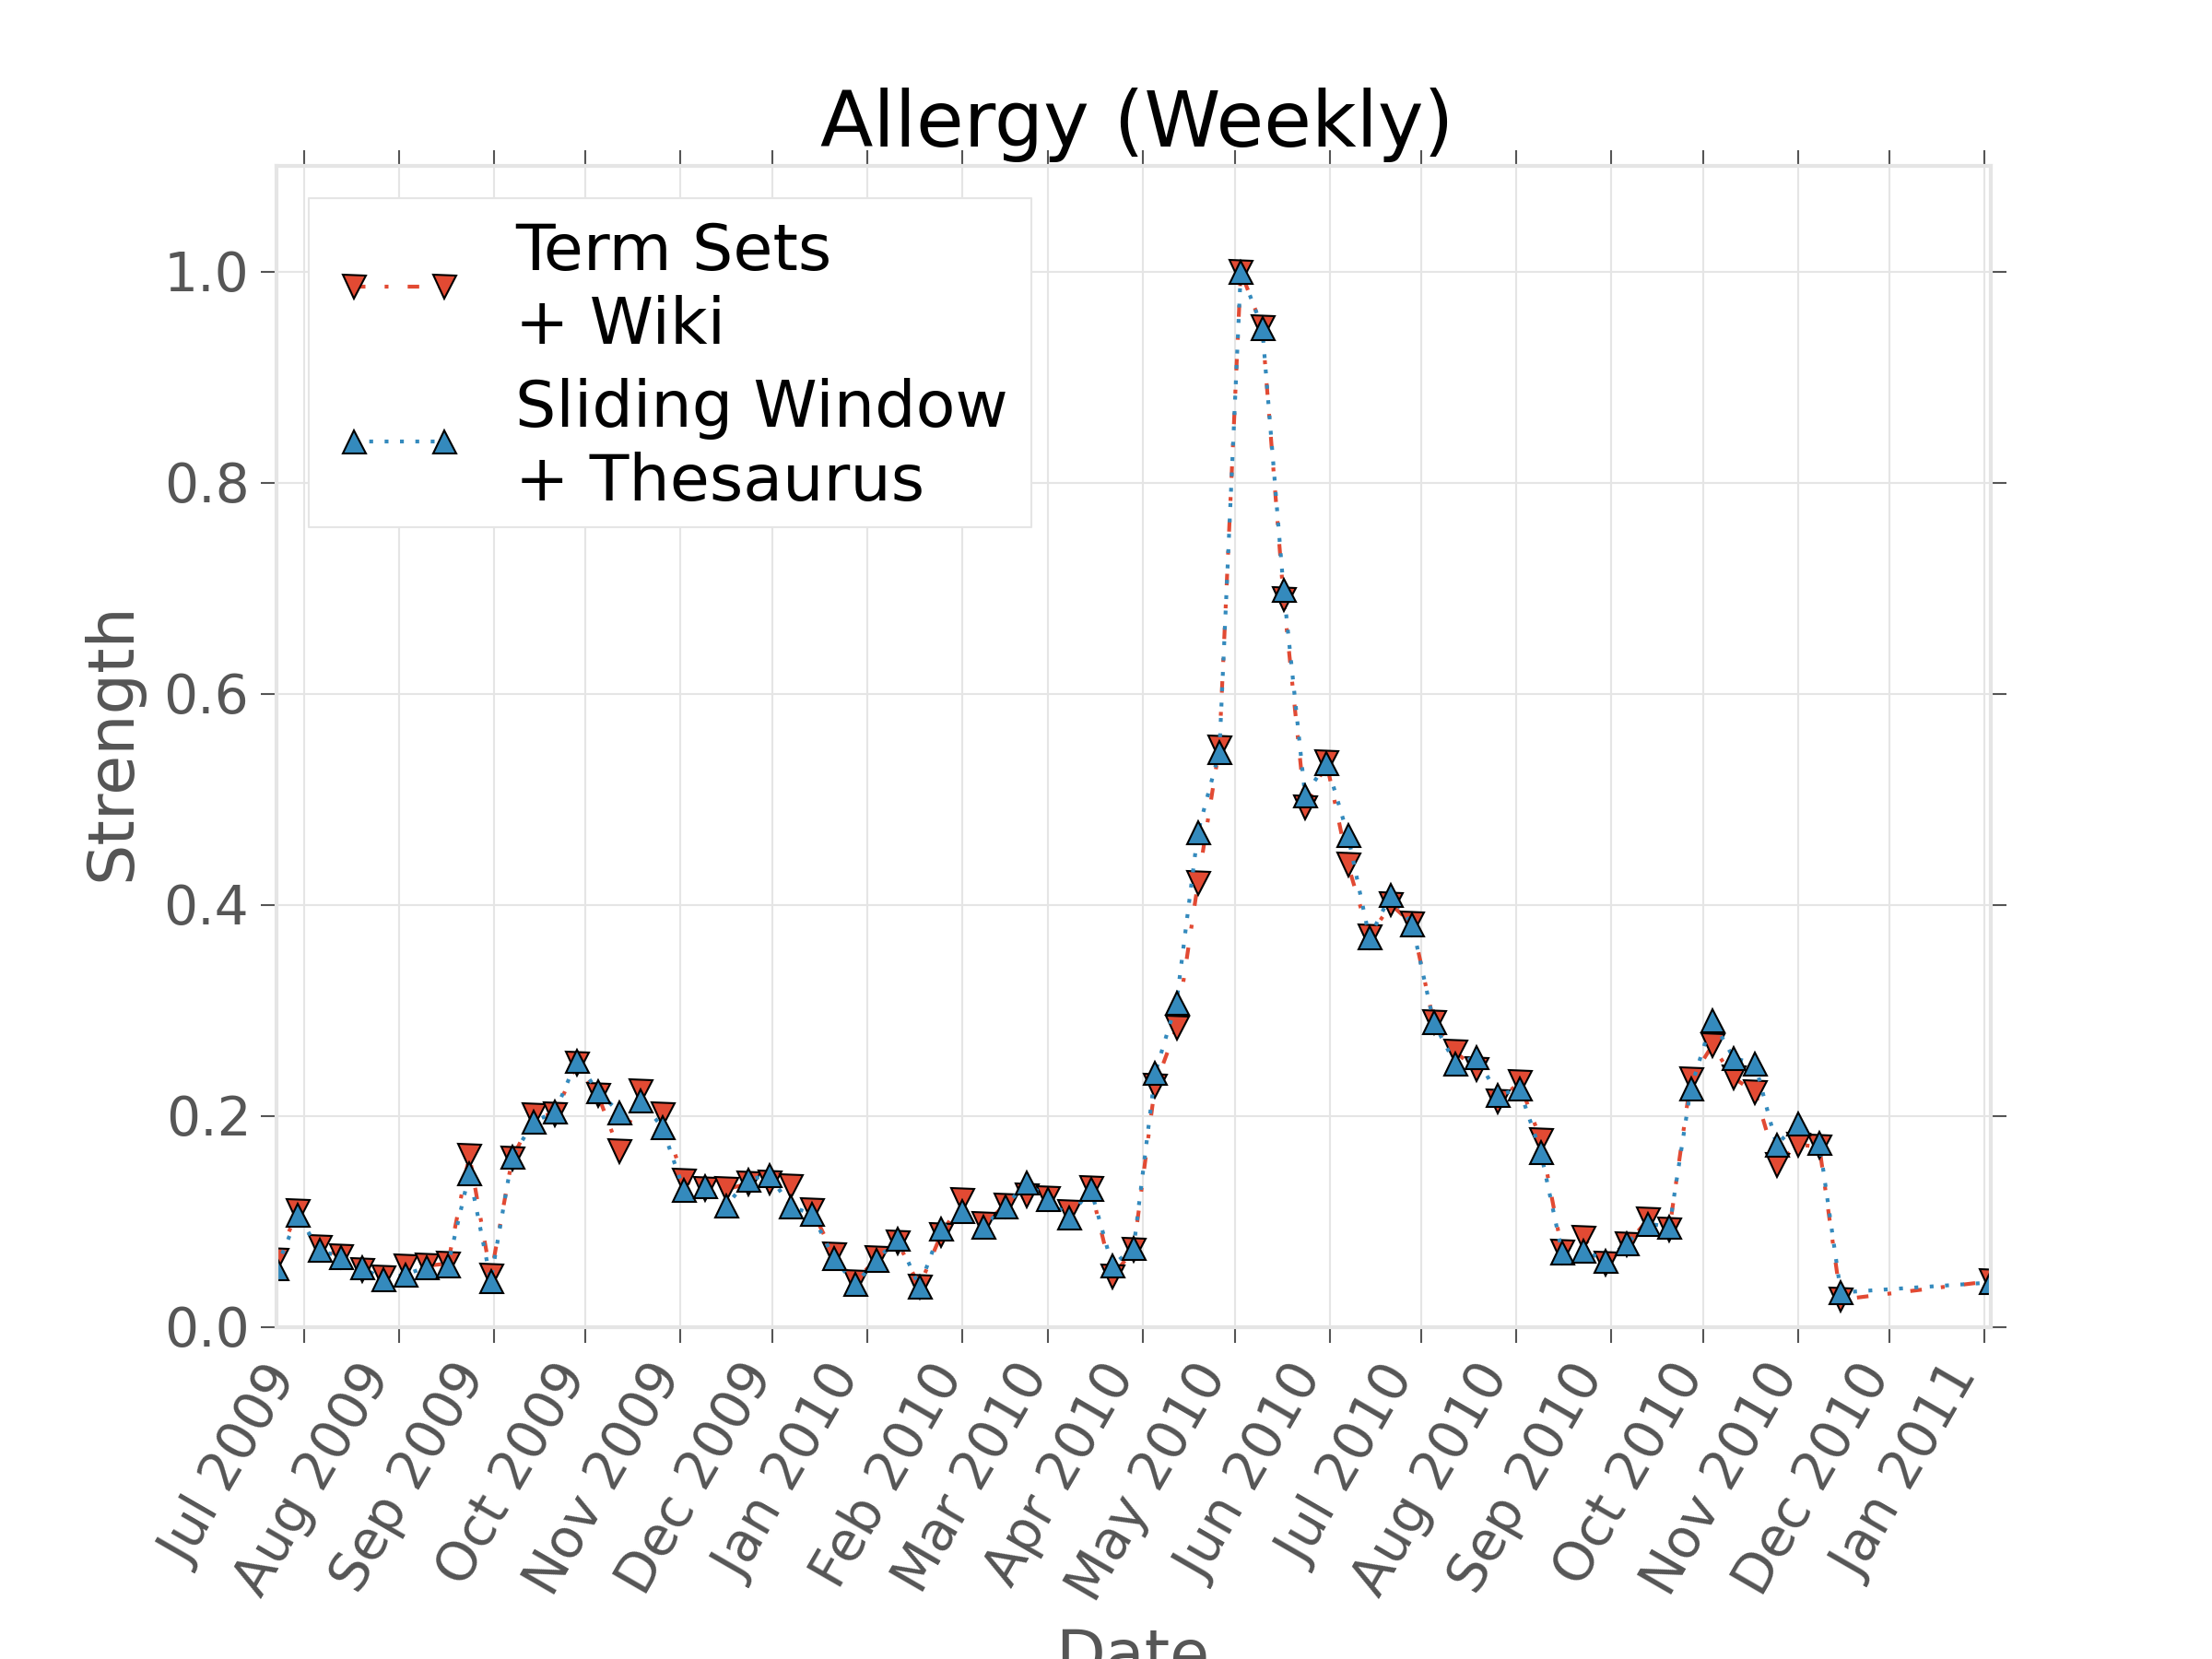 Allergy (Weekly)
Term Sets
+ Wiki
Sliding Window
+ Thesaurus
1.0
0.8
0.6
0.4
0.2
0.0
Strength
Jul 2009
Aug 2009
Sep 2009
Oct 2009
Nov 2009
Dec 2009
Jan 2010
Feb 2010
Mar 2010
Apr 2010
May 2010
Jun 2010
Jul 2010
Aug 2010
Sep 2010
Oct 2010
Nov 2010
Dec 2010
Jan 2011
Date